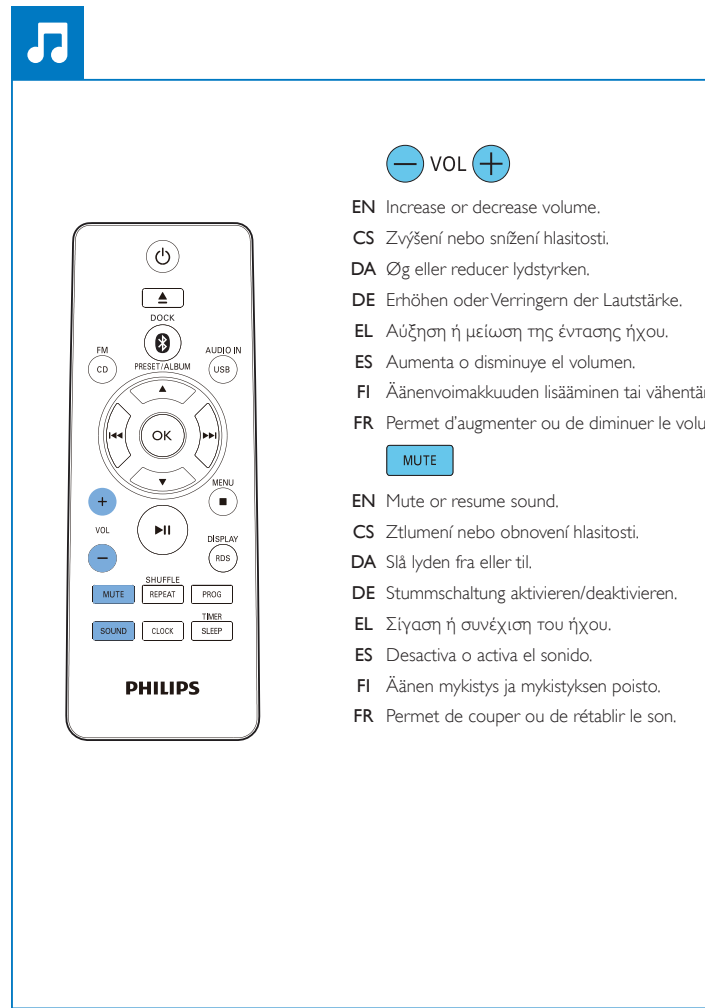 VOL
EN Increase or decrease volume.
CS Zvýšení nebo snížení hlasitosti.
DA Øg eller reducer lydstyrken.
DE Erhöhen oder Verringern der Lautstärke.
EL Αύξηση ή μείωση της έντασης ήχου.
ES Aumenta o disminuye el volumen.
FI Äänenvoimakkuuden lisääminen tai vähentär
FR Permet d'augmenter ou de diminuer le volu
MUTE
EN Mute or resume sound.
CS Ztlumení nebo obnovení hlasitosti.
DA Slå lyden fra eller til.
DE Stummschaltung aktivieren/deaktivieren.
EL Σίγαση ή συνέχιση του ήχου.
ES Desactiva o activa el sonido.
FI Äänen mykistys ja mykistyksen poisto.
FR Permet de couper ou de rétablir le son.
DOCK
FM AUDIO IN
CD PRESET/ALBUM USB
OK
MENU
VOL
DISPLAY
RDS
SHUFFLE
MUTE REPEAT PROG
TIMER
SOUND CLOCK SLEEP
PHILIPS